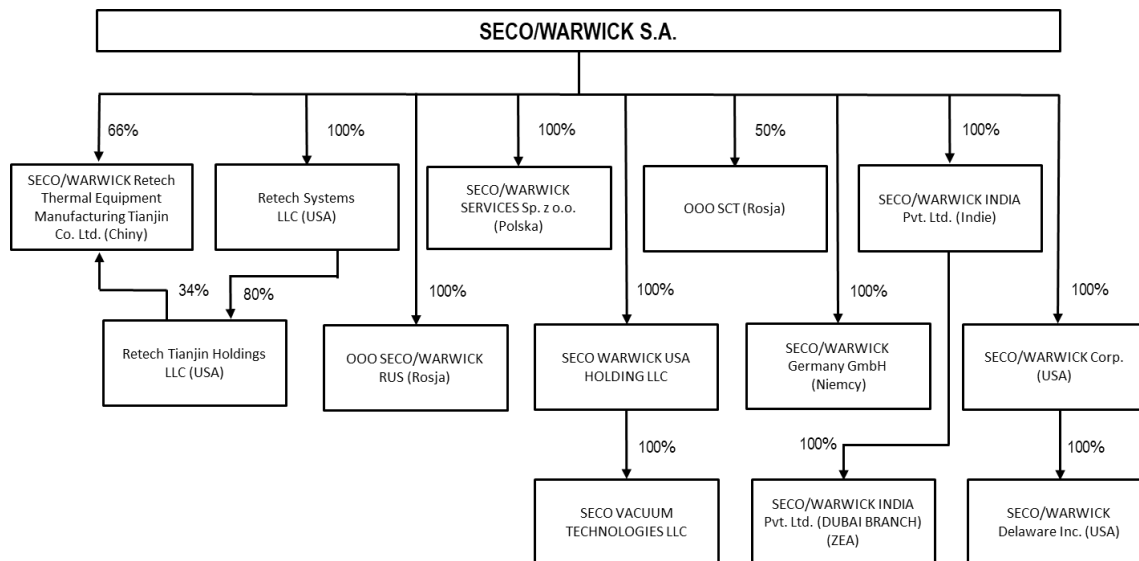 SECO/WARWICK S.A.
66%
100%
100%
50%
100%
SECO/WARWICK Retech
Thermal Equipment
Manufacturing Tianjin
Co. Ltd. (Chiny)
Retech Systems
LLC (USA)
SECO/WARWICK
SERVICES Sp. z o.o.
(Polska)
OOO SCT (Rosja)
SECO/WARWICK INDIA
Pvt. Ltd. (Indie)
34%
80%
100%
100%
100%
100%
Retech Tianjin Holdings
LLC (USA)
OOO SECO/WARWICK
RUS (Rosja)
SECO WARWICK USA
HOLDING LLC
SECO/WARWICK
Germany GmbH
(Niemcy)
SECO/WARWICK Corp.
(USA)
100%
100%
100%
SECO VACUUM
TECHNOLOGIES LLC
SECO/WARWICK INDIA
Pvt. Ltd. (DUBAI BRANCH)
(ZEA)
SECO/WARWICK
Delaware Inc. (USA)